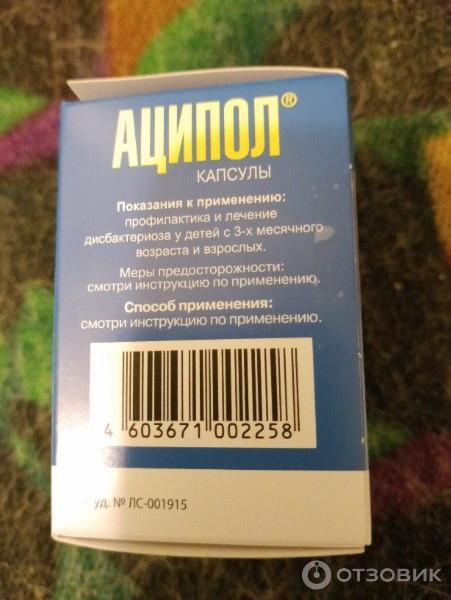 АЦИПОЛ®
КАПСУЛЫ
Показания к применению:
профилактика и лечение
дисбактериоза у детей с 3-х месячного
возраста и взрослых.
Меры предосторожности:
смотри инструкцию по применению.
Способ применения:
смотри инструкцию по применению.
4 603671 002258
уд. № ЛС-001915
ОТЗОВИК